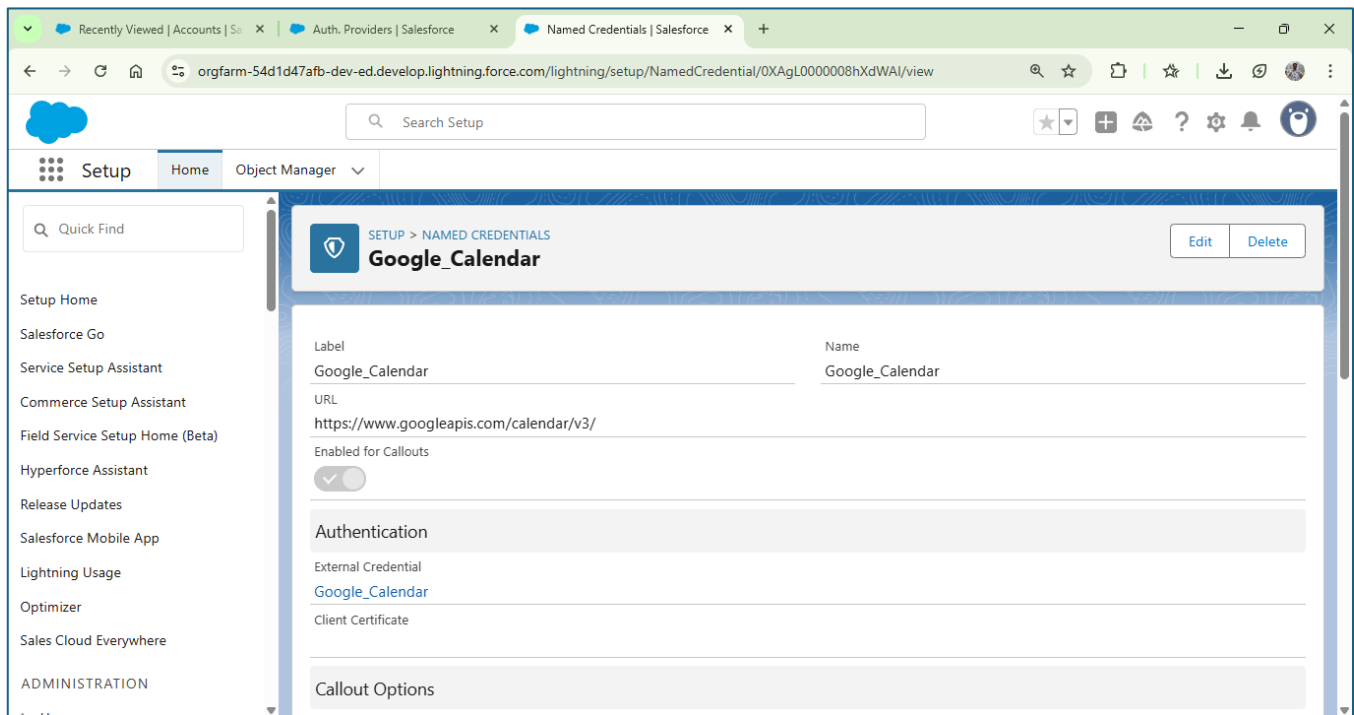 Recently Viewed | Accounts | Sa
Auth. Providers | Salesforce
Named Credentials | Salesforce
orgfarm-54d1d47afb-dev-ed.develop.lightning.force.com/lightning/setup/NamedCredential/0XAgL0000008hXdWAI/view
Search Setup
Setup
Home
Object Manager
Quick Find
Setup Home
Salesforce Go
Service Setup Assistant
Commerce Setup Assistant
Field Service Setup Home (Beta)
Hyperforce Assistant
Release Updates
Salesforce Mobile App
Lightning Usage
Optimizer
Sales Cloud Everywhere
ADMINISTRATION
SETUP > NAMED CREDENTIALS
Google_Calendar
Edit
Delete
Label
Google_Calendar
Name
Google_Calendar
URL
https://www.googleapis.com/calendar/v3/
Enabled for Callouts
Authentication
External Credential
Google_Calendar
Client Certificate
Callout Options